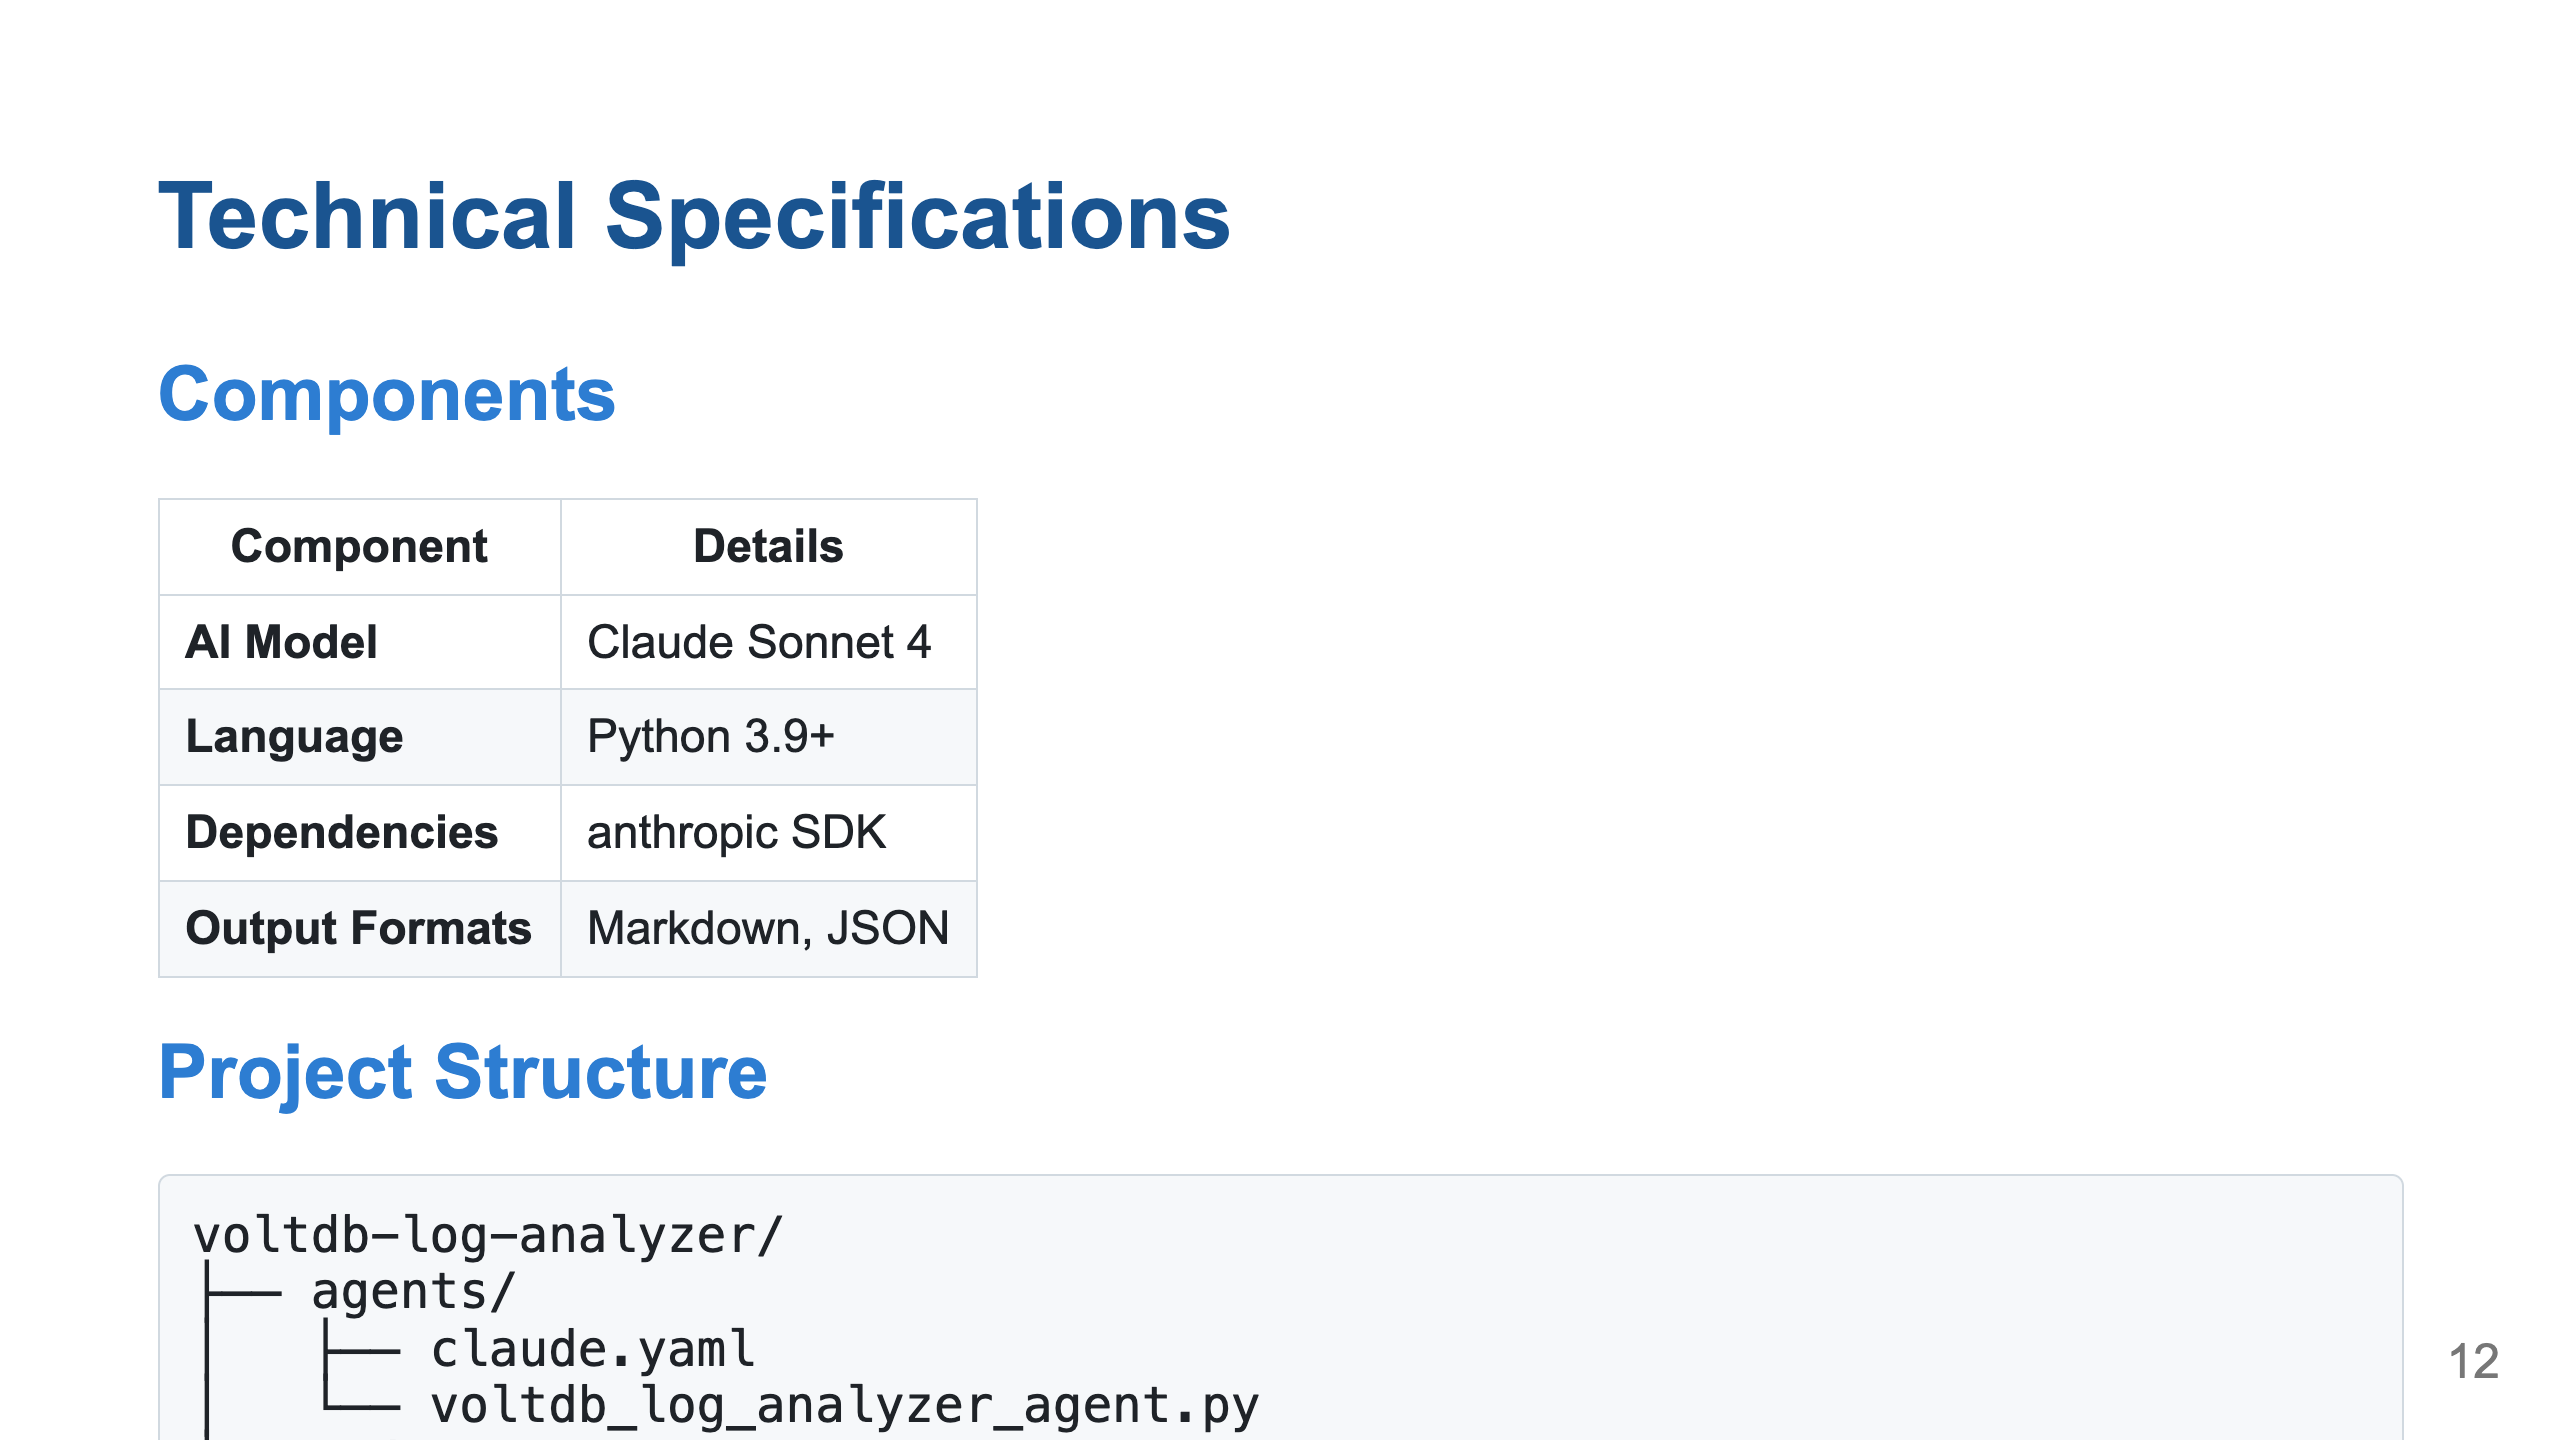 Technical Specifications
Components
Component Details
AI Model Claude Sonnet 4
Language Python 3.9+
Dependencies anthropic SDK
Output Formats Markdown, JSON
Project Structure
voltdb-log-analyzer/
├── agents/
│   ├── claude.yaml
│   └── voltdb_log_analyzer_agent.py
12